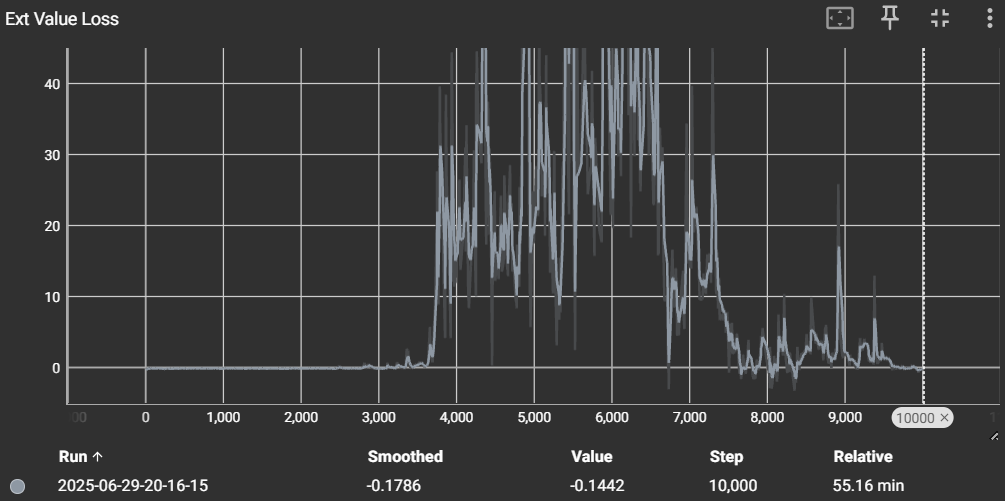 Ext Value Loss
40
30
20
10
0
00 0 1,000 2,000 3,000 4,000 5,000 6,000 7,000 8,000 9,000 10000 × 1
Run ↑ Smoothed Value Step Relative
2025-06-29-20-16-15 -0.1786 -0.1442 10,000 55.16 min